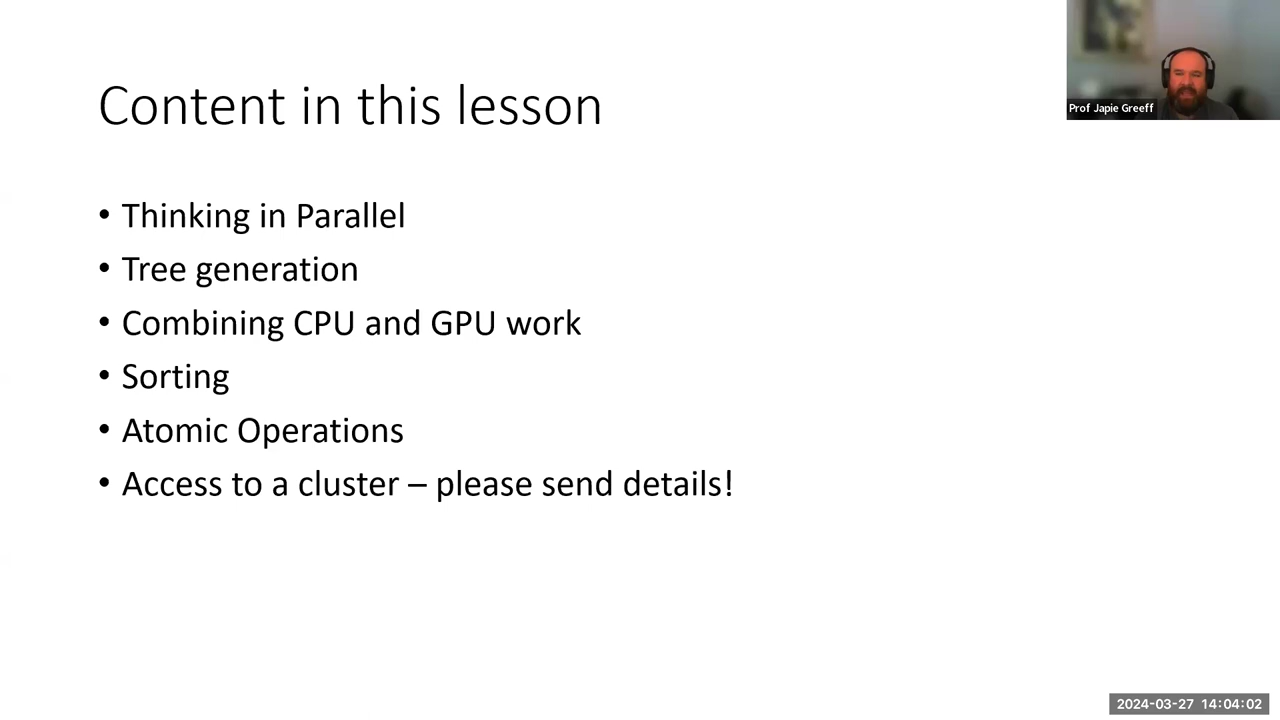 Content in this lesson
Prof Japie Greeff
• Thinking in Parallel
• Tree generation
• Combining CPU and GPU work
• Sorting
• Atomic Operations
• Access to a cluster – please send details!
2024-03-27 14:04:02